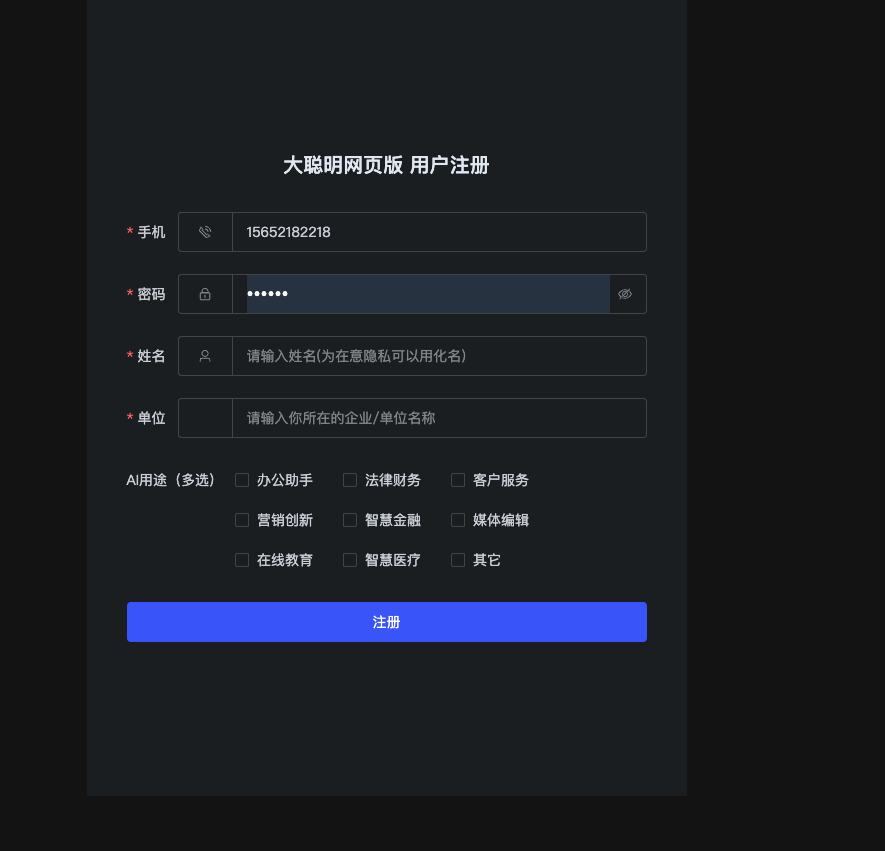 大聪明网页版 用户注册
* 手机 15652182218
* 密码 ••••••
* 姓名 请输入姓名(为在意隐私可以用化名)
* 单位 请输入你所在的企业/单位名称
AI用途（多选） 办公助手 法律财务 客户服务
营销创新 智慧金融 媒体编辑
在线教育 智慧医疗 其它
注册